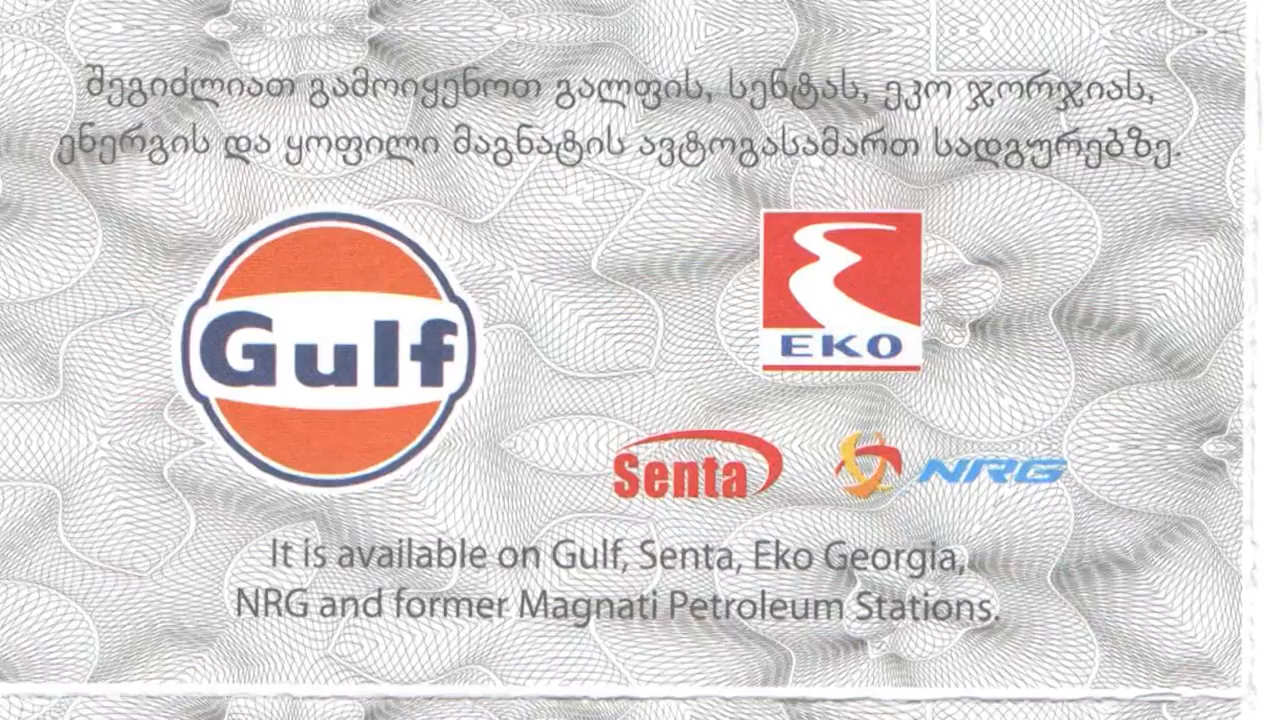 შეგიძლიათ გამოიყენოთ გალფის, სენტას, ეკო ჯორჯიას,
ენერგის და ყოფილი მაგნატის ავტოგასამართ სადგურებზე.
Gulf
EKO
Senta
NRG
It is available on Gulf, Senta, Eko Georgia,
NRG and former Magnati Petroleum Stations.